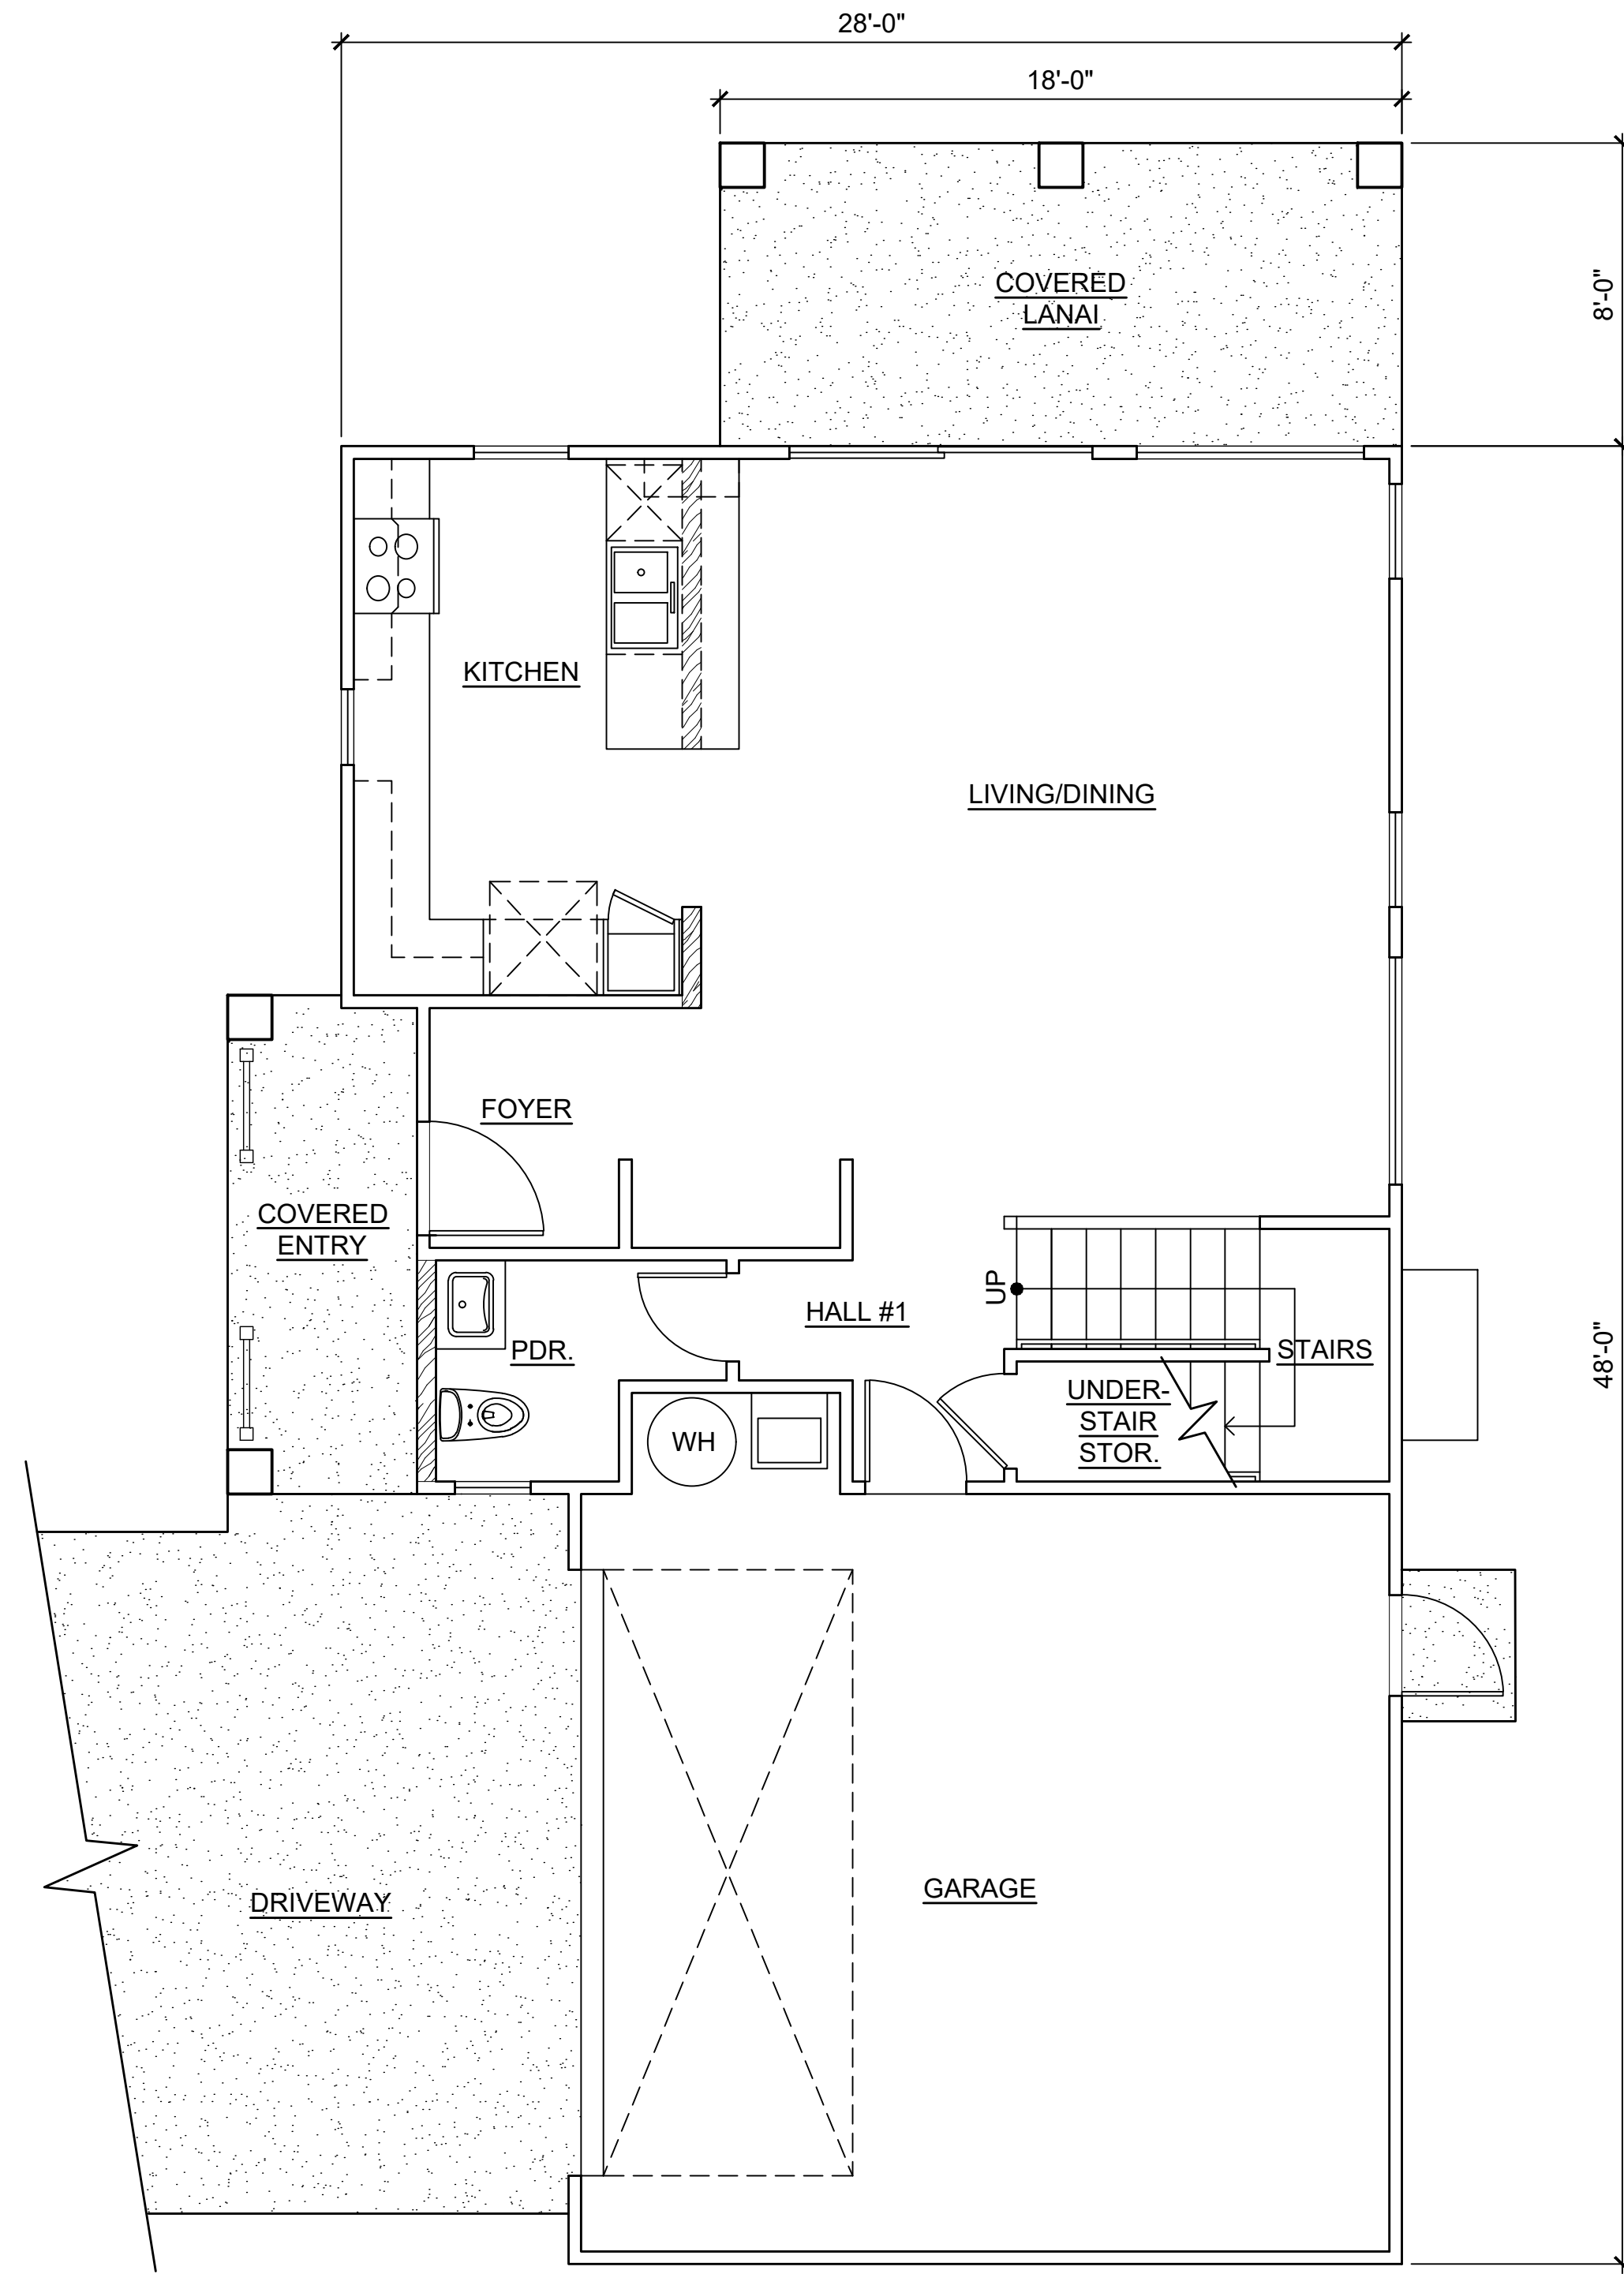 28'-0"
18'-0"
COVERED
LANAI
8'-0"
KITCHEN
LIVING/DINING
FOYER
COVERED
ENTRY
UP
HALL #1
PDR.
STAIRS
48'-0"
UNDER-
STAIR
STOR.
WH
GARAGE
DRIVEWAY